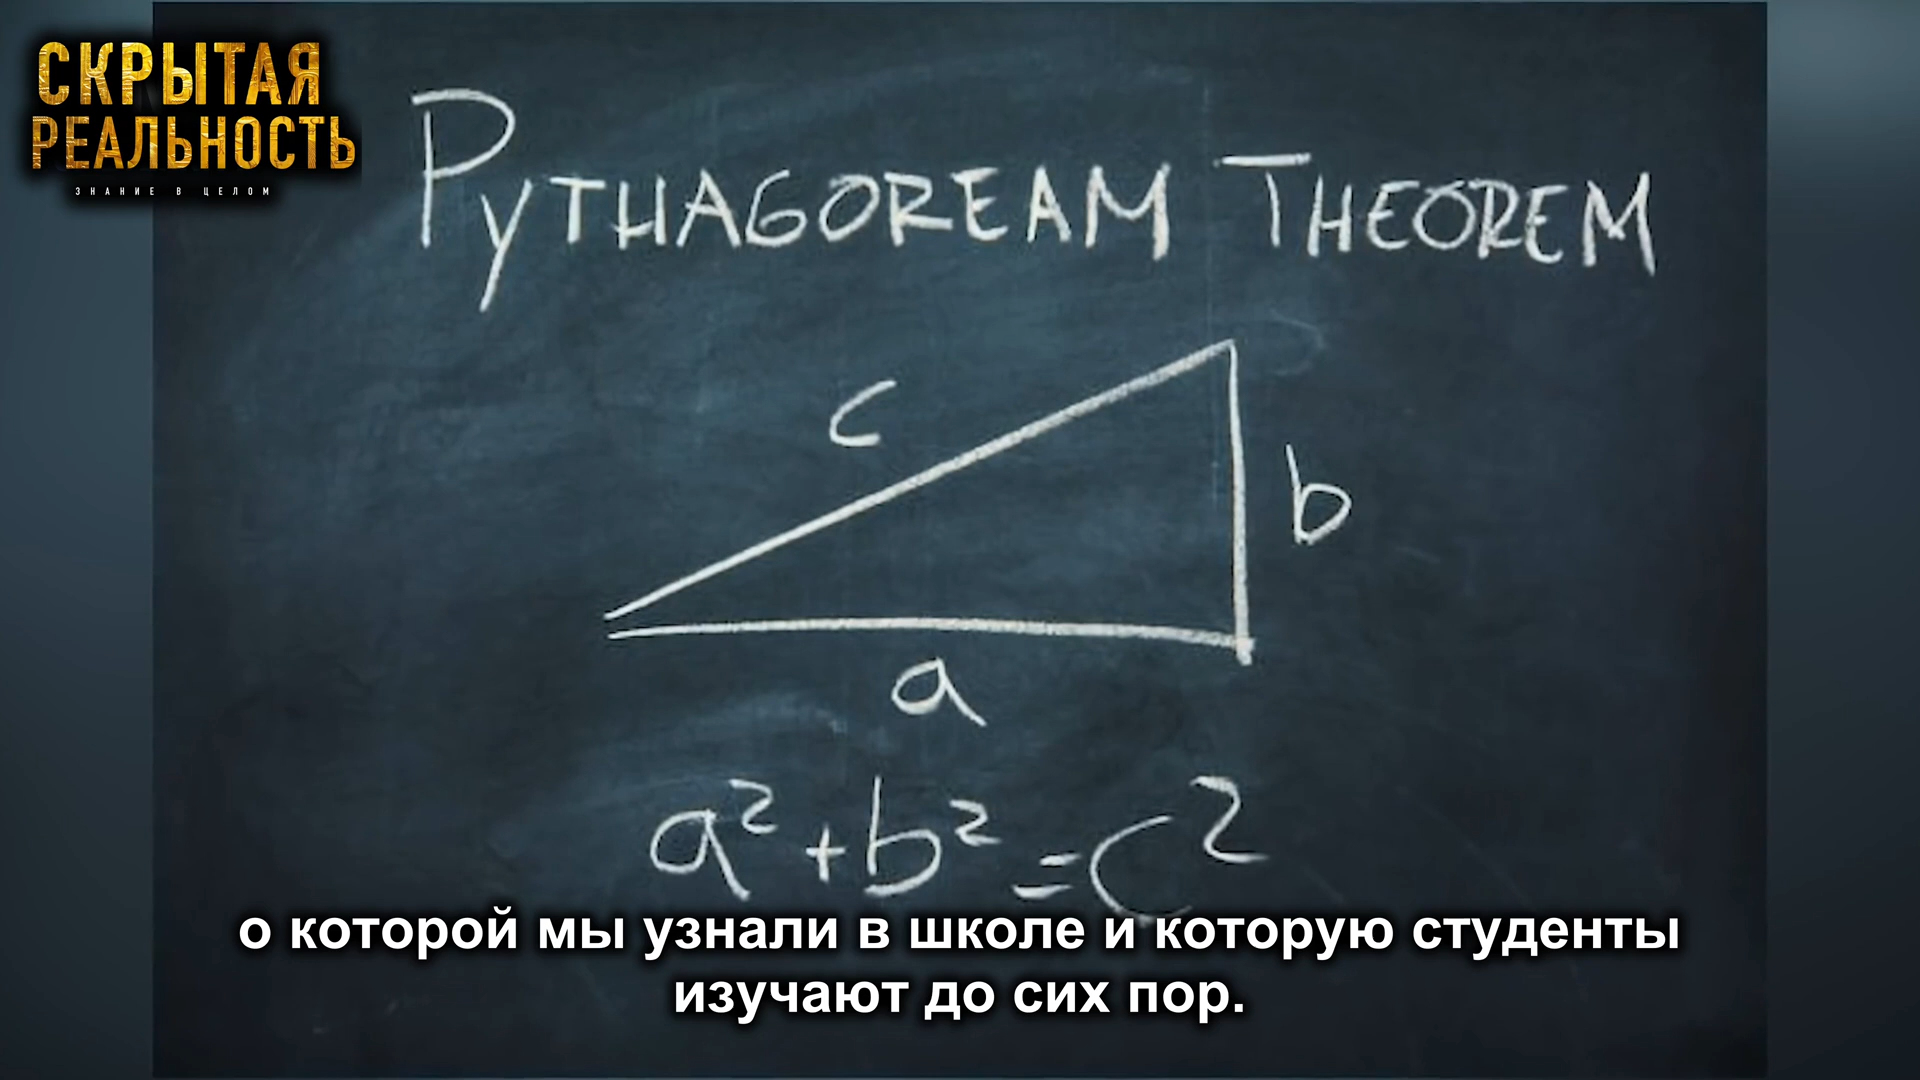 СКРЫТАЯ
РЕАЛЬНОСТЬ
ЗНАНИЕ В ЦЕЛОМ
PYTHAGOREAM THEOREM
c
b
a
a² + b² = c²
о которой мы узнали в школе и которую студенты
изучают до сих пор.